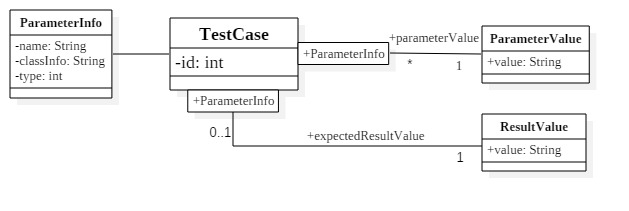 ParameterInfo
-name: String
-classInfo: String
-type: int
TestCase
-id: int
+ParameterInfo
+ParameterInfo
+parameterValue
*
1
ParameterValue
+value: String
0..1
+expectedResultValue
1
ResultValue
+value: String